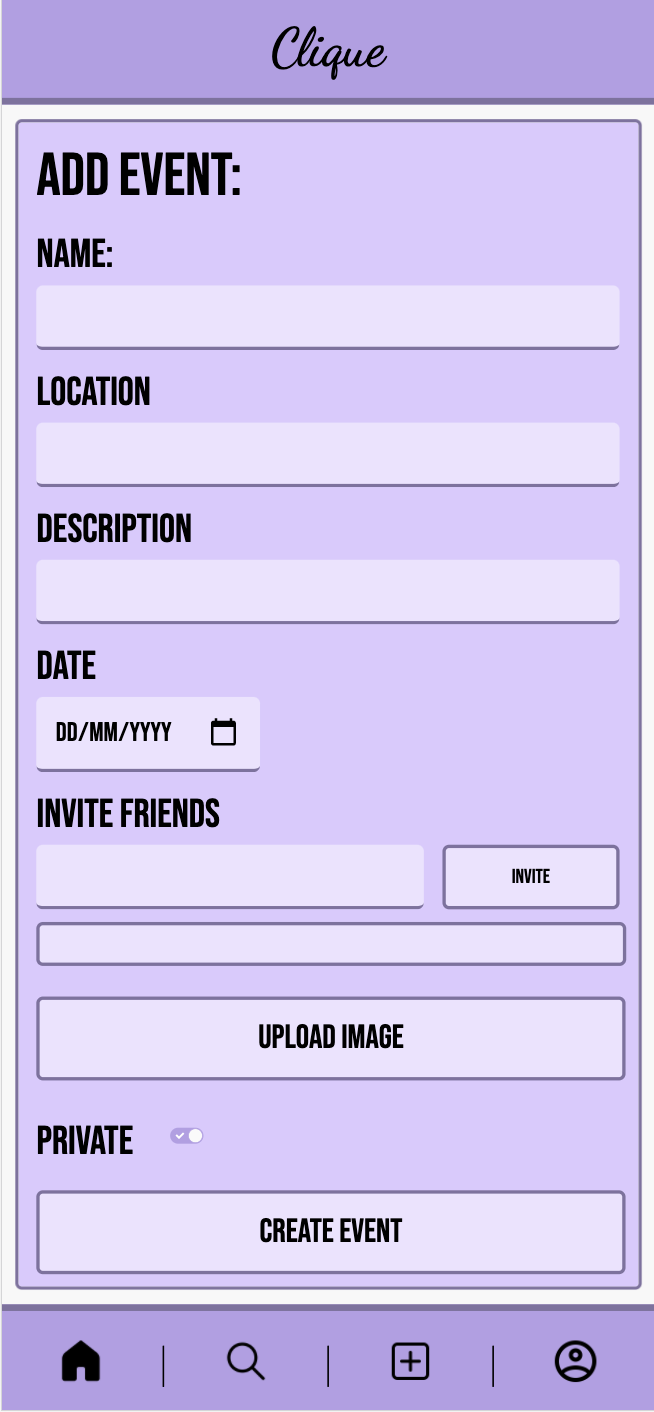 Clique
ADD EVENT:
NAME:
LOCATION
DESCRIPTION
DATE
DD/MM/YYYY
INVITE FRIENDS
INVITE
UPLOAD IMAGE
PRIVATE
CREATE EVENT